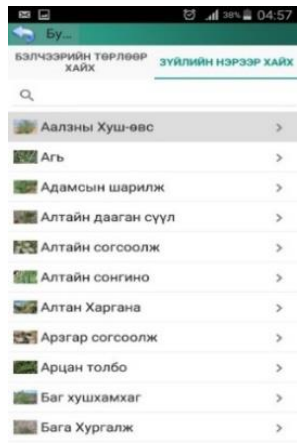 38% 04:57
Бу...
БЭЛЧЭЭРИЙН ТӨРЛӨӨР
ХАЙХ
ЗҮЙЛИЙН НЭРЭЭР ХАЙХ
Аалзны Хуш-өвс
Агь
Адамсын шарилж
Алтайн дааган сүүл
Алтайн согсоолж
Алтайн сонгино
Алтан Харгана
Арзгар согсоолж
Арцан толбо
Баг хушхамхаг
Бага Хургалж